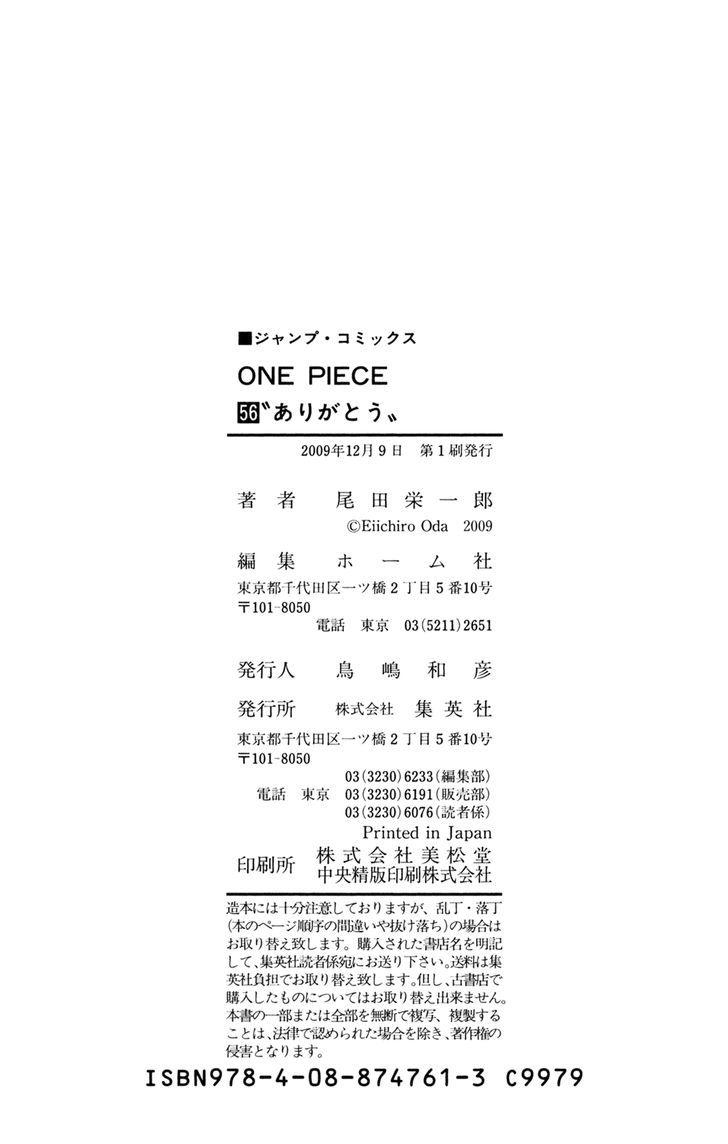 ■ジャンプ・コミックス
ONE PIECE
56〝ありがとう〟
2009年12月9日 第1刷発行
著者 尾田栄一郎
©Eiichiro Oda 2009
編集 ホーム社
東京都千代田区一ツ橋2丁目5番10号
〒101-8050
電話 東京 03(5211)2651
発行人 鳥嶋和彦
発行所 株式会社 集英社
東京都千代田区一ツ橋2丁目5番10号
〒101-8050
03(3230)6233(編集部)
電話 東京 03(3230)6191(販売部)
03(3230)6076(読者係)
Printed in Japan
印刷所 株式会社美松堂
中央精版印刷株式会社
造本には十分注意しておりますが、乱丁・落丁
(本のページ順序の間違いや抜け落ち)の場合は
お取り替え致します。購入された書店名を明記
して、集英社読者係宛にお送り下さい。送料は集
英社負担でお取り替え致します。但し、古書店で
購入したものについてはお取り替え出来ません。
本書の一部または全部を無断で複写、複製する
ことは、法律で認められた場合を除き、著作権の
侵害となります。
ISBN978-4-08-874761-3 C9979